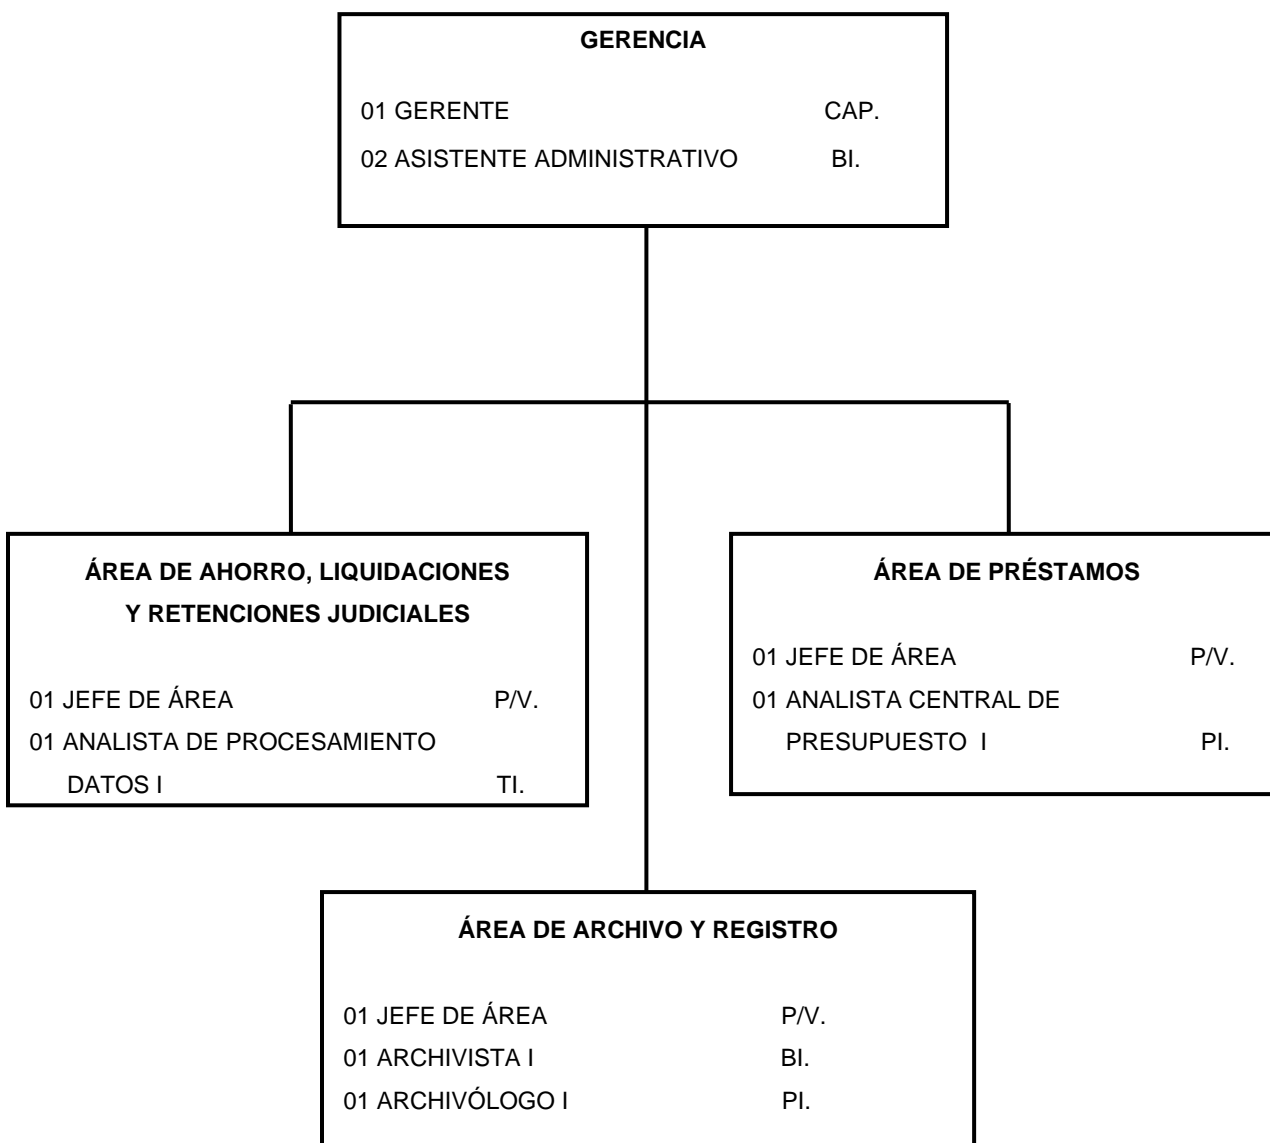 GERENCIA
01 GERENTE CAP.
02 ASISTENTE ADMINISTRATIVO BI.
ÁREA DE AHORRO, LIQUIDACIONES
Y RETENCIONES JUDICIALES
01 JEFE DE ÁREA P/V.
01 ANALISTA DE PROCESAMIENTO
DATOS I TI.
ÁREA DE PRÉSTAMOS
01 JEFE DE ÁREA P/V.
01 ANALISTA CENTRAL DE
PRESUPUESTO I PI.
ÁREA DE ARCHIVO Y REGISTRO
01 JEFE DE ÁREA P/V.
01 ARCHIVISTA I BI.
01 ARCHIVÓLOGO I PI.